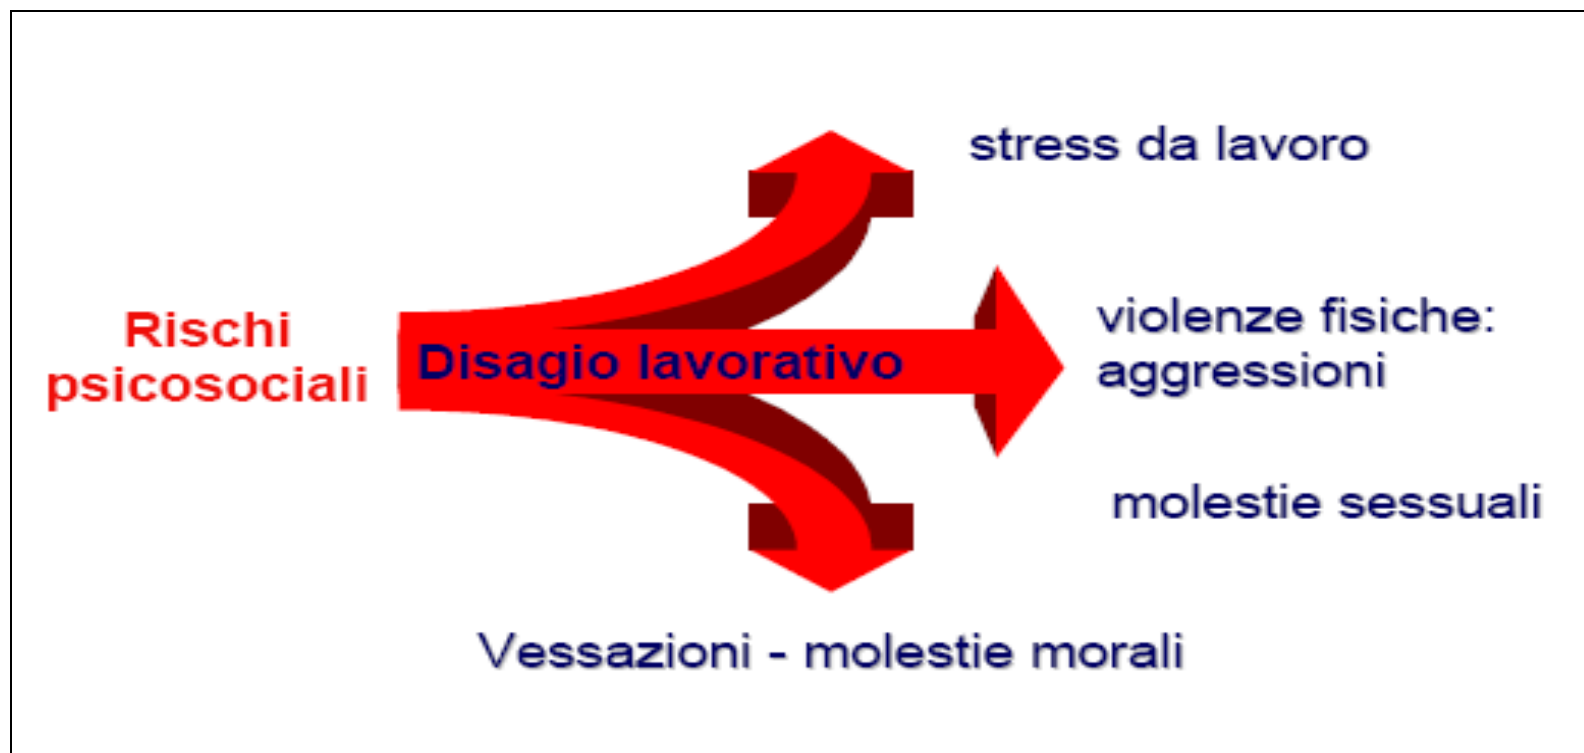 stress da lavoro
Rischi
psicosociali
Disagio lavorativo
violenze fisiche:
aggressioni
molestie sessuali
Vessazioni - molestie morali